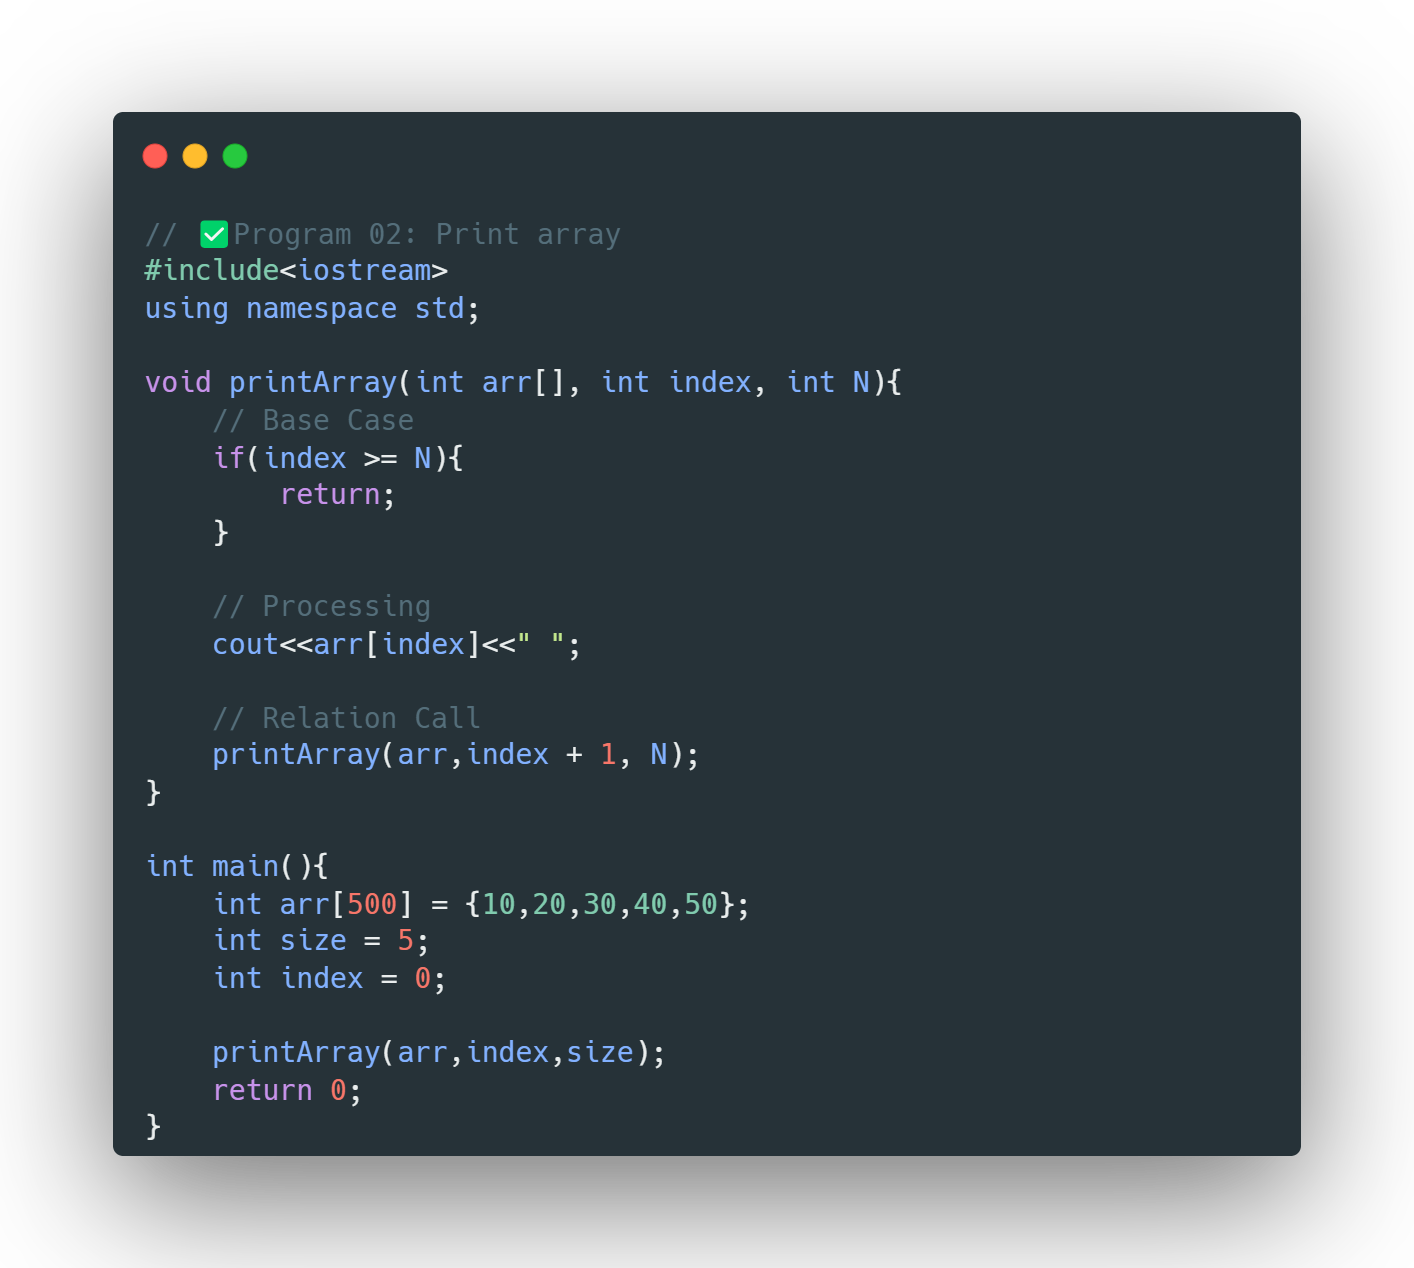 // ✅Program 02: Print array
#include<iostream>
using namespace std;

void printArray(int arr[], int index, int N){
    // Base Case
    if(index >= N){
        return;
    }

    // Processing
    cout<<arr[index]<<" ";

    // Relation Call
    printArray(arr,index + 1, N);
}

int main(){
    int arr[500] = {10,20,30,40,50};
    int size = 5;
    int index = 0;

    printArray(arr,index,size);
    return 0;
}